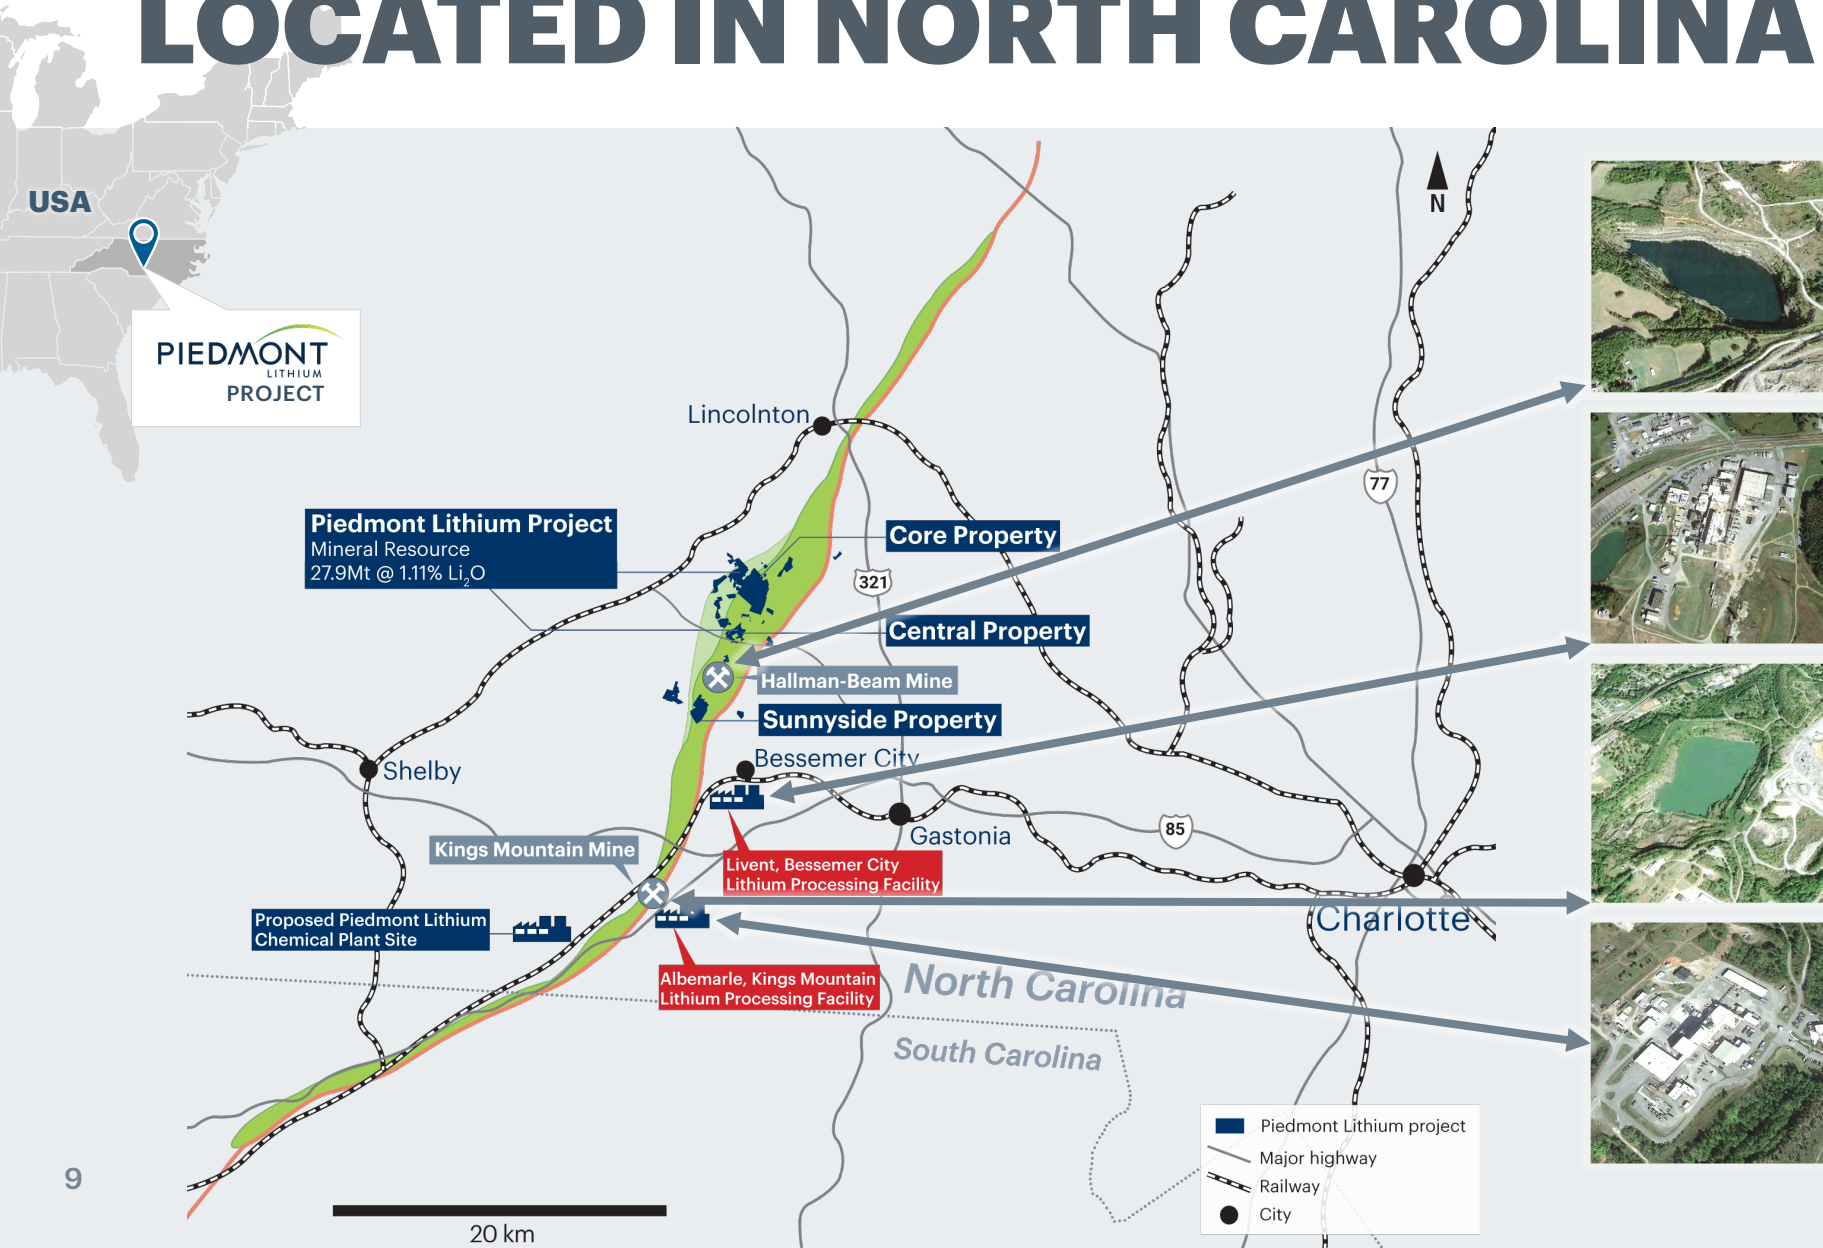 LOCATED IN NORTH CAROLINA
USA
PIEDMONT
LITHIUM
PROJECT
N
Lincolnton
77
Piedmont Lithium Project
Mineral Resource
27.9Mt @ 1.11% Li₂O
Core Property
321
Central Property
Hallman-Beam Mine
Sunnyside Property
Bessemer City
Shelby
Gastonia
85
Kings Mountain Mine
Livent, Bessemer City
Lithium Processing Facility
Proposed Piedmont Lithium
Chemical Plant Site
Charlotte
Albemarle, Kings Mountain
Lithium Processing Facility
North Carolina
South Carolina
Piedmont Lithium project
Major highway
Railway
City
9
20 km